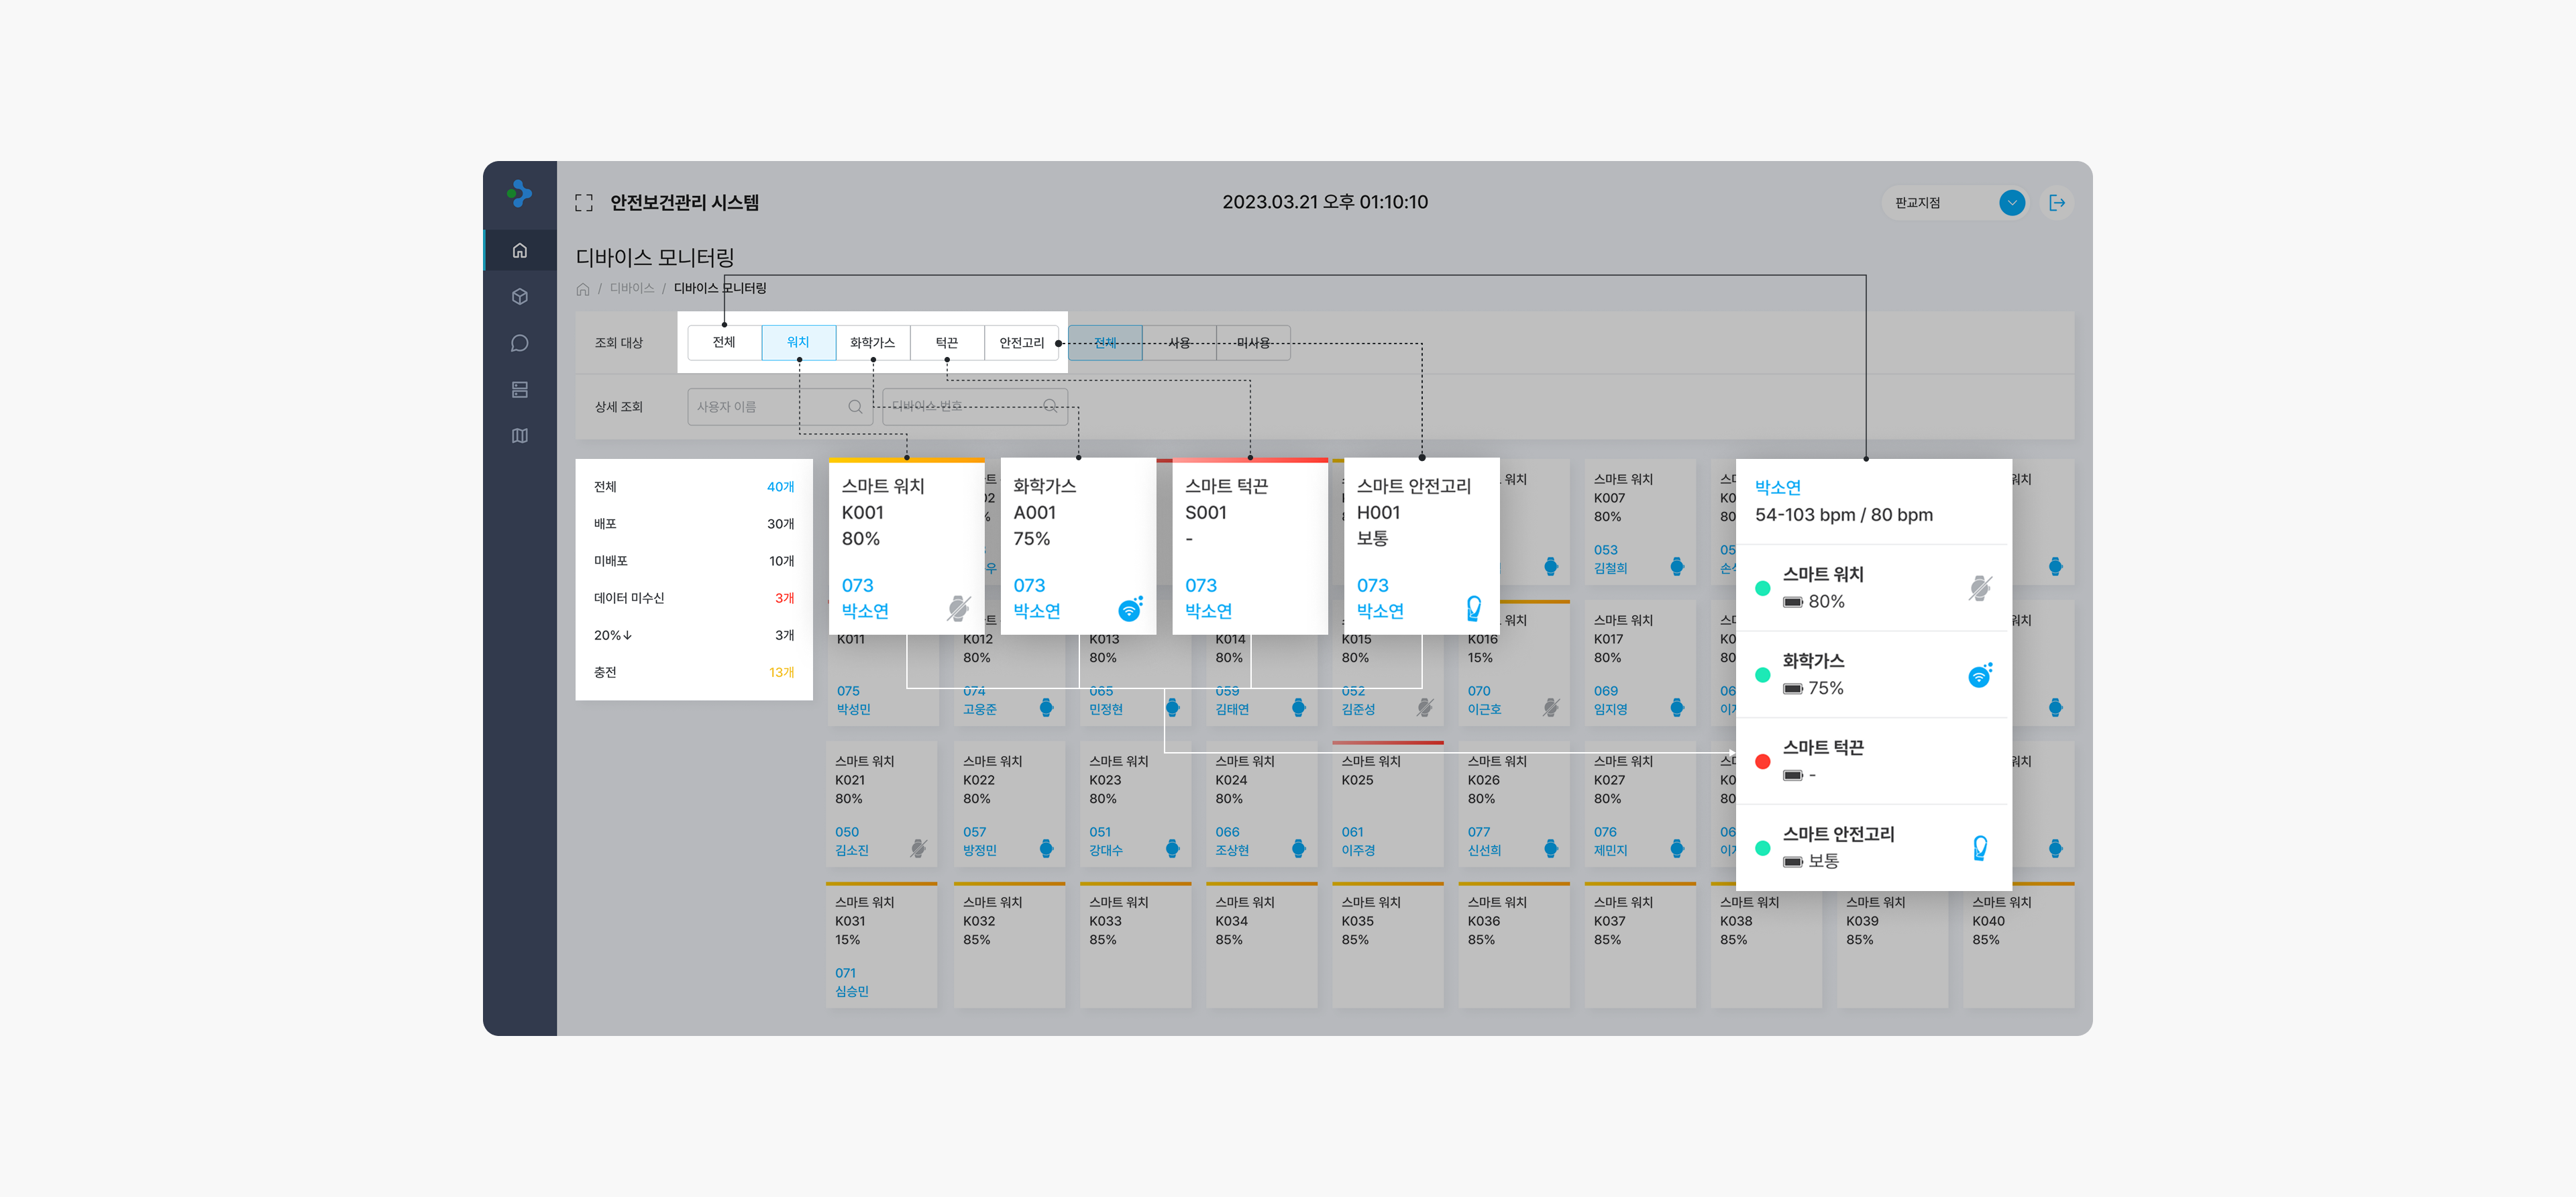 안전보건관리 시스템
2023.03.21 오후 01:10:10
판교지점
디바이스 모니터링
/ 디바이스 / 디바이스 모니터링
조회 대상
전체 워치 화학가스 턱끈 안전고리
전체 사용 미사용
상세 조회
사용자 이름
디바이스 번호
전체 40개
배포 30개
미배포 10개
데이터 미수신 3개
20%↓ 3개
충전 13개
스마트 워치
K001
80%
073
박소연
화학가스
A001
75%
073
박소연
스마트 턱끈
S001
-
073
박소연
스마트 안전고리
H001
보통
073
박소연
워치
스마트 워치
K007
80%
053
김철희
박소연
54-103 bpm / 80 bpm
스마트 워치
80%
화학가스
75%
스마트 턱끈
-
스마트 안전고리
보통
K011
075
박성민
K012
80%
074
고웅준
K013
80%
065
민정현
K014
80%
059
김태연
K015
80%
052
김준성
워치
K016
15%
070
이근호
스마트 워치
K017
80%
069
임지영
스마트 워치
K021
80%
050
김소진
스마트 워치
K022
80%
057
방정민
스마트 워치
K023
80%
051
강대수
스마트 워치
K024
80%
066
조상현
스마트 워치
K025
061
이주경
스마트 워치
K026
80%
077
신선희
스마트 워치
K027
80%
076
제민지
스마트 워치
K031
15%
071
심승민
스마트 워치
K032
85%
스마트 워치
K033
85%
스마트 워치
K034
85%
스마트 워치
K035
85%
스마트 워치
K036
85%
스마트 워치
K037
85%
스마트 워치
K038
85%
스마트 워치
K039
85%
스마트 워치
K040
85%